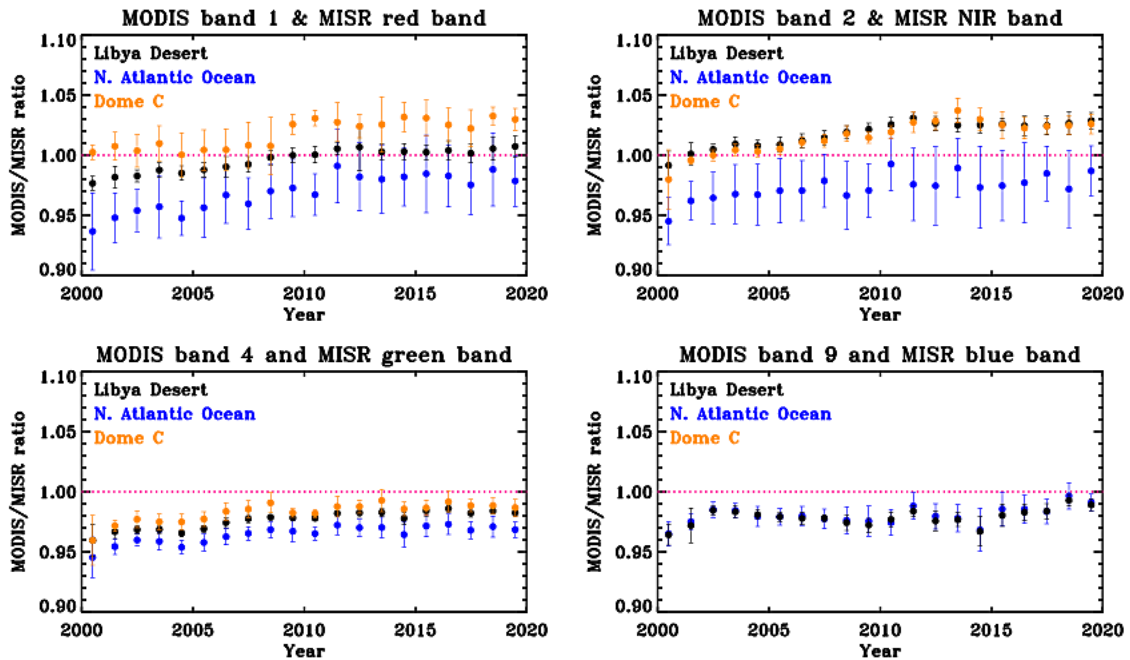 MODIS band 1 & MISR red band
MODIS/MISR ratio
1.10
1.05
1.00
0.95
0.90
Libya Desert
N. Atlantic Ocean
Dome C
2000 2005 2010 2015 2020
Year
MODIS band 2 & MISR NIR band
MODIS/MISR ratio
1.10
1.05
1.00
0.95
0.90
Libya Desert
N. Atlantic Ocean
Dome C
2000 2005 2010 2015 2020
Year
MODIS band 4 and MISR green band
MODIS/MISR ratio
1.10
1.05
1.00
0.95
0.90
Libya Desert
N. Atlantic Ocean
Dome C
2000 2005 2010 2015 2020
Year
MODIS band 9 and MISR blue band
MODIS/MISR ratio
1.10
1.05
1.00
0.95
0.90
Libya Desert
N. Atlantic Ocean
Dome C
2000 2005 2010 2015 2020
Year